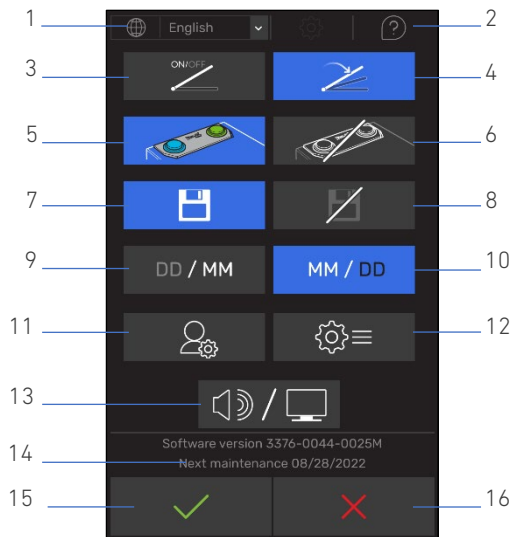 1 English 2
3 ON/OFF 4
5 6
7 8
9 DD / MM MM / DD 10
11 12
13
Software version 3376-0044-0025M
14 Next maintenance 08/28/2022
15 16